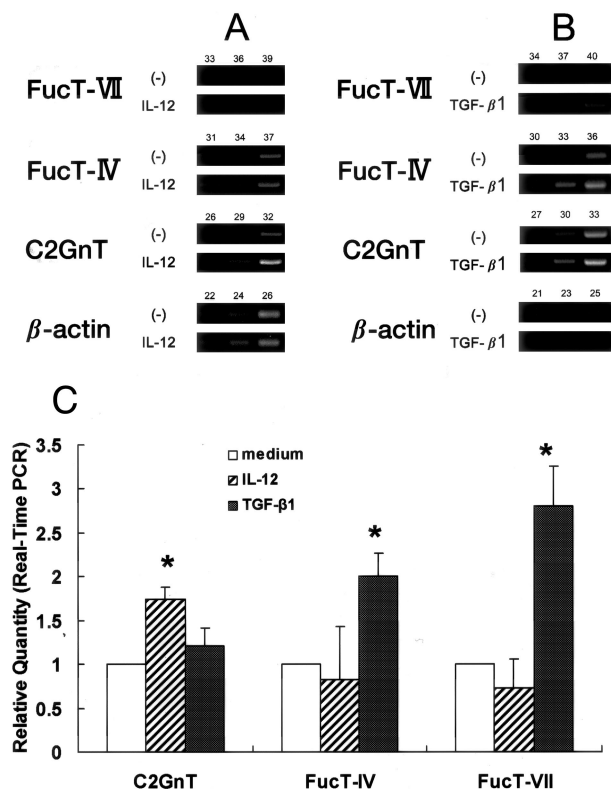 A
33 36 39
FucT-Ⅶ
(-)
IL-12
31 34 37
FucT-Ⅳ
(-)
IL-12
26 29 32
C2GnT
(-)
IL-12
22 24 26
β-actin
(-)
IL-12
B
34 37 40
FucT-Ⅶ
(-)
TGF-β1
30 33 36
FucT-Ⅳ
(-)
TGF-β1
27 30 33
C2GnT
(-)
TGF-β1
21 23 25
β-actin
(-)
TGF-β1
C
Relative Quantity (Real-Time PCR)
3.5
3
2.5
2
1.5
1
0.5
0
medium
IL-12
TGF-β1
*
*
*
C2GnT
FucT-IV
FucT-VII